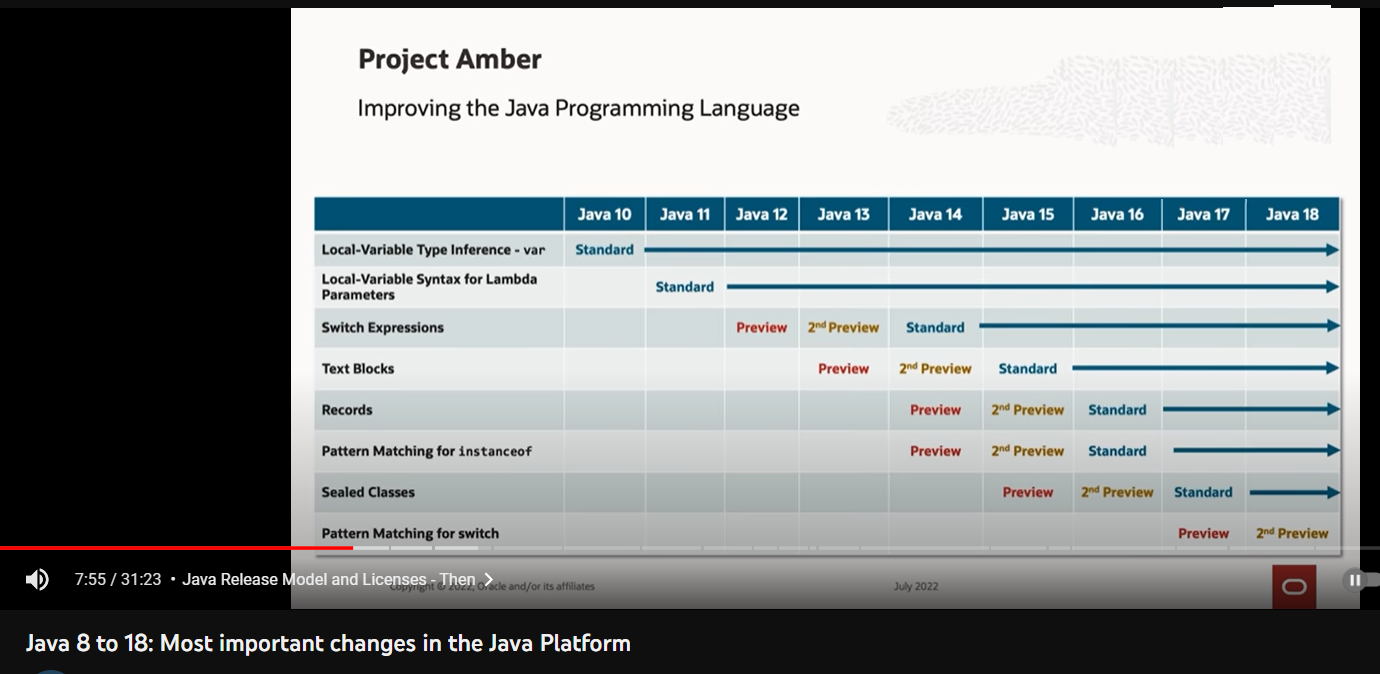 Project Amber
Improving the Java Programming Language
Java 10 Java 11 Java 12 Java 13 Java 14 Java 15 Java 16 Java 17 Java 18
Local-Variable Type Inference - var Standard
Local-Variable Syntax for Lambda
Parameters
Standard
Switch Expressions Preview 2nd Preview Standard
Text Blocks Preview 2nd Preview Standard
Records Preview 2nd Preview Standard
Pattern Matching for instanceof Preview 2nd Preview Standard
Sealed Classes Preview 2nd Preview Standard
Pattern Matching for switch Preview 2nd Preview
7:55 / 31:23 • Java Release Model and Licenses - Then
Copyright © 2022, Oracle and/or its affiliates
July 2022
Java 8 to 18: Most important changes in the Java Platform